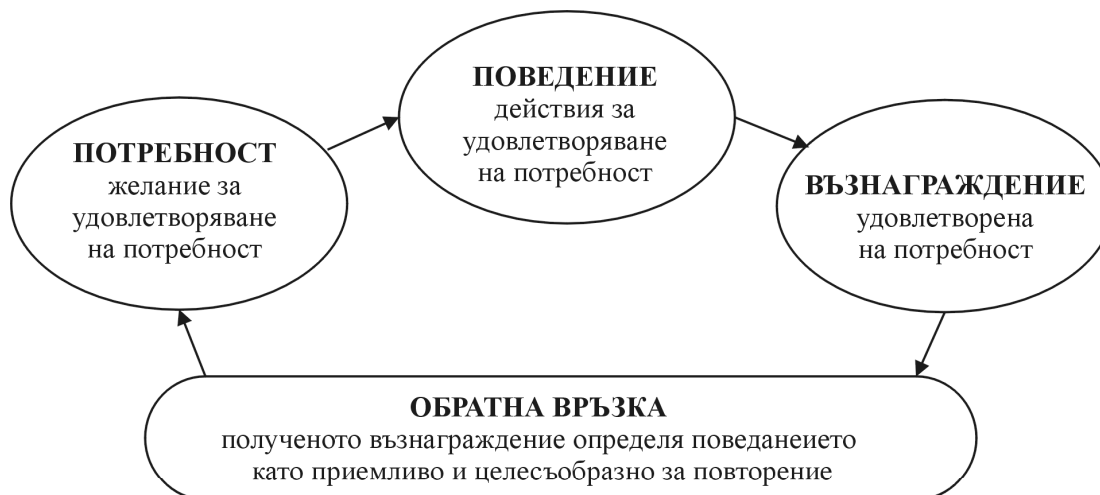 ПОТРЕБНОСТ
желание за
удовлетворяване
на потребност
ПОВЕДЕНИЕ
действия за
удовлетворяване
на потребност
ВЪЗНАГРАЖДЕНИЕ
удовлетворена
на потребност
ОБРАТНА ВРЪЗКА
полученото възнаграждение определя поведанеието
като приемливо и целесъобразно за повторение